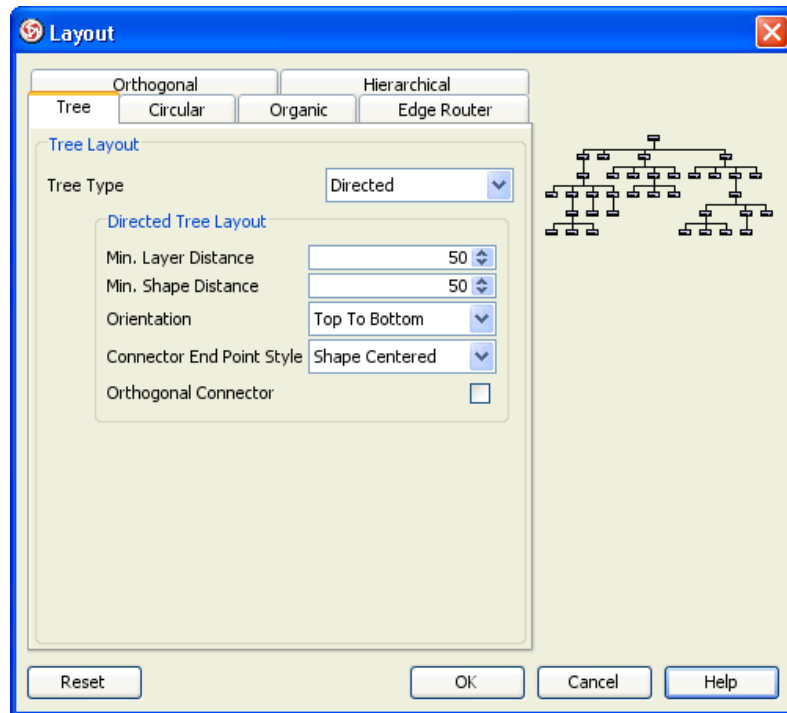 Layout
Orthogonal Hierarchical
Tree Circular Organic Edge Router
Tree Layout
Tree Type Directed
Directed Tree Layout
Min. Layer Distance 50
Min. Shape Distance 50
Orientation Top To Bottom
Connector End Point Style Shape Centered
Orthogonal Connector
Reset OK Cancel Help